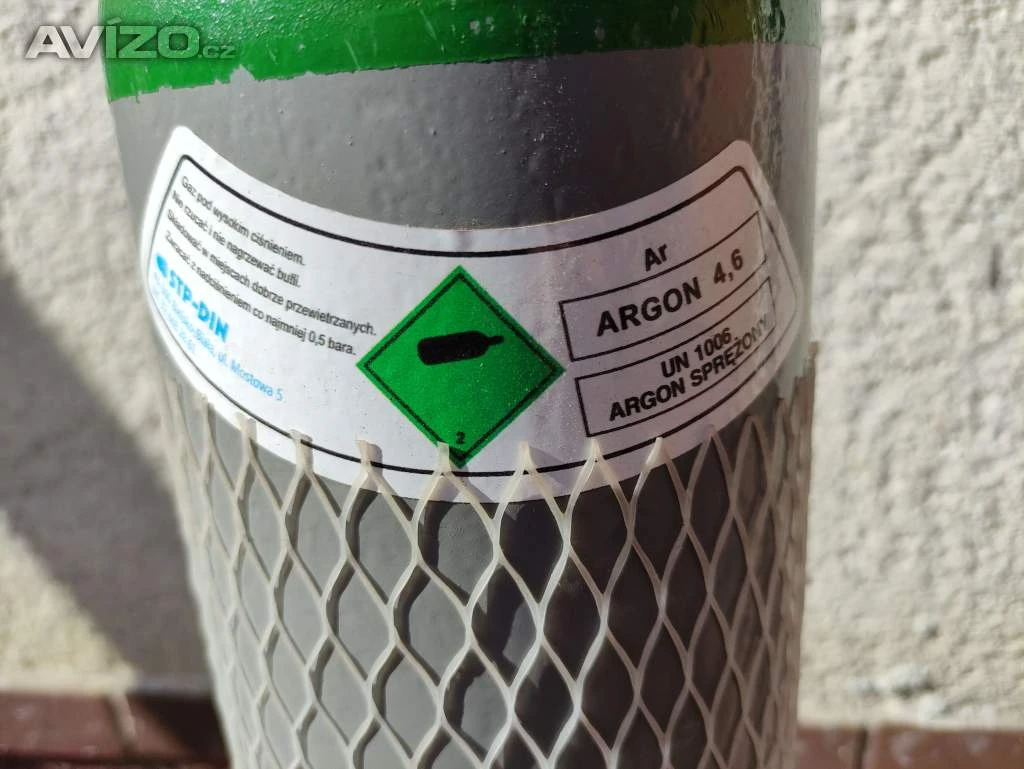 AVIZO.cz
Gaz pod wysokim ciśnieniem.
Nie rzucać i nie nagrzewać butli.
Składować w miejscach dobrze przewietrzanych.
Zwracać z nadciśnieniem co najmniej 0,5 bara.
STP-DIN
ul. Mostowa 5
2
Ar
ARGON 4,6
UN 1006
ARGON SPRĘŻONY